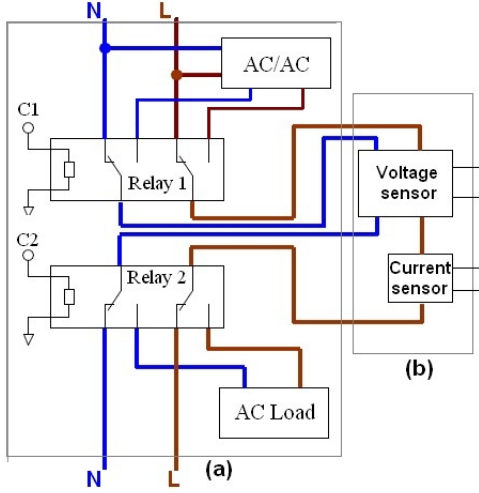 N L
AC/AC
C1
Relay 1
Voltage
sensor
C2
Relay 2
Current
sensor
(b)
AC Load
N L
(a)